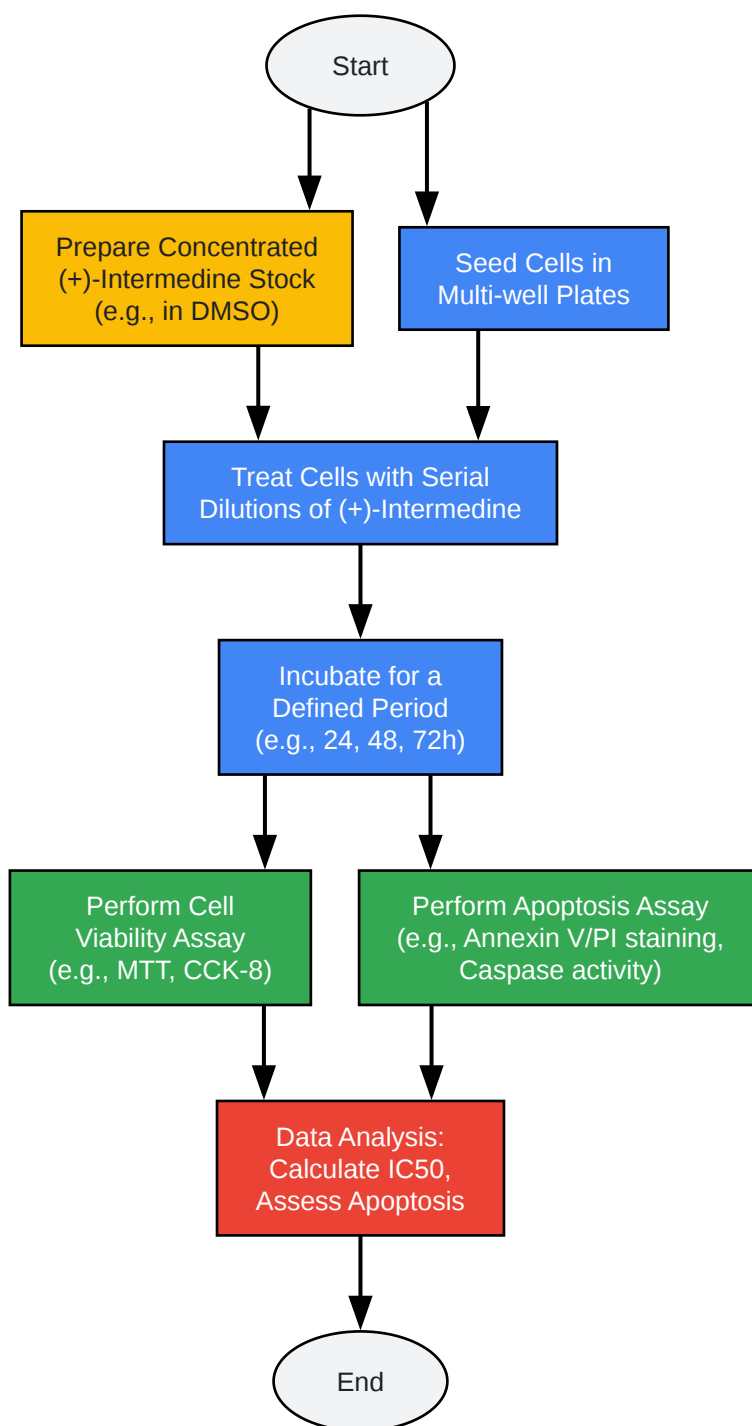 Start
Prepare Concentrated
(+)-Intermedine Stock
(e.g., in DMSO)
Seed Cells in
Multi-well Plates
Treat Cells with Serial
Dilutions of (+)-Intermedine
Incubate for a
Defined Period
(e.g., 24, 48, 72h)
Perform Cell
Viability Assay
(e.g., MTT, CCK-8)
Perform Apoptosis Assay
(e.g., Annexin V/PI staining,
Caspase activity)
Data Analysis:
Calculate IC50,
Assess Apoptosis
End